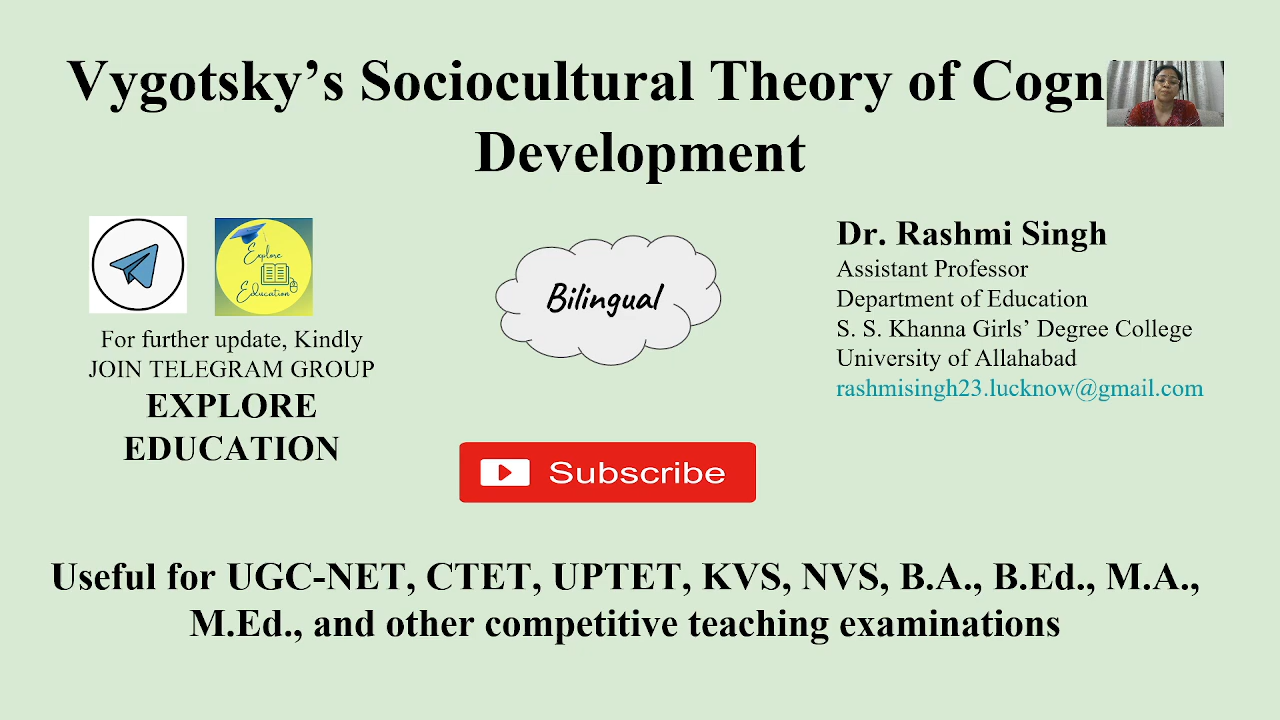 Vygotsky’s Sociocultural Theory of Cogn
Development
Explore
Education
For further update, Kindly
JOIN TELEGRAM GROUP
EXPLORE
EDUCATION
Bilingual
Dr. Rashmi Singh
Assistant Professor
Department of Education
S. S. Khanna Girls’ Degree College
University of Allahabad
rashmisingh23.lucknow@gmail.com
Subscribe
Useful for UGC-NET, CTET, UPTET, KVS, NVS, B.A., B.Ed., M.A.,
M.Ed., and other competitive teaching examinations